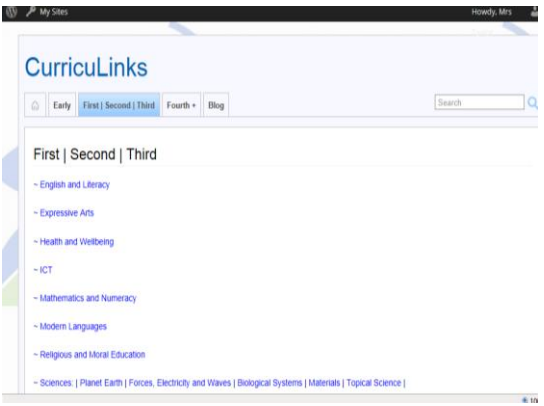 My Sites
Howdy, Mrs
CurricuLinks
Early
First | Second | Third
Fourth +
Blog
Search
First | Second | Third
~ English and Literacy
~ Expressive Arts
~ Health and Wellbeing
~ ICT
~ Mathematics and Numeracy
~ Modern Languages
~ Religious and Moral Education
~ Sciences: | Planet Earth | Forces, Electricity and Waves | Biological Systems | Materials | Topical Science |